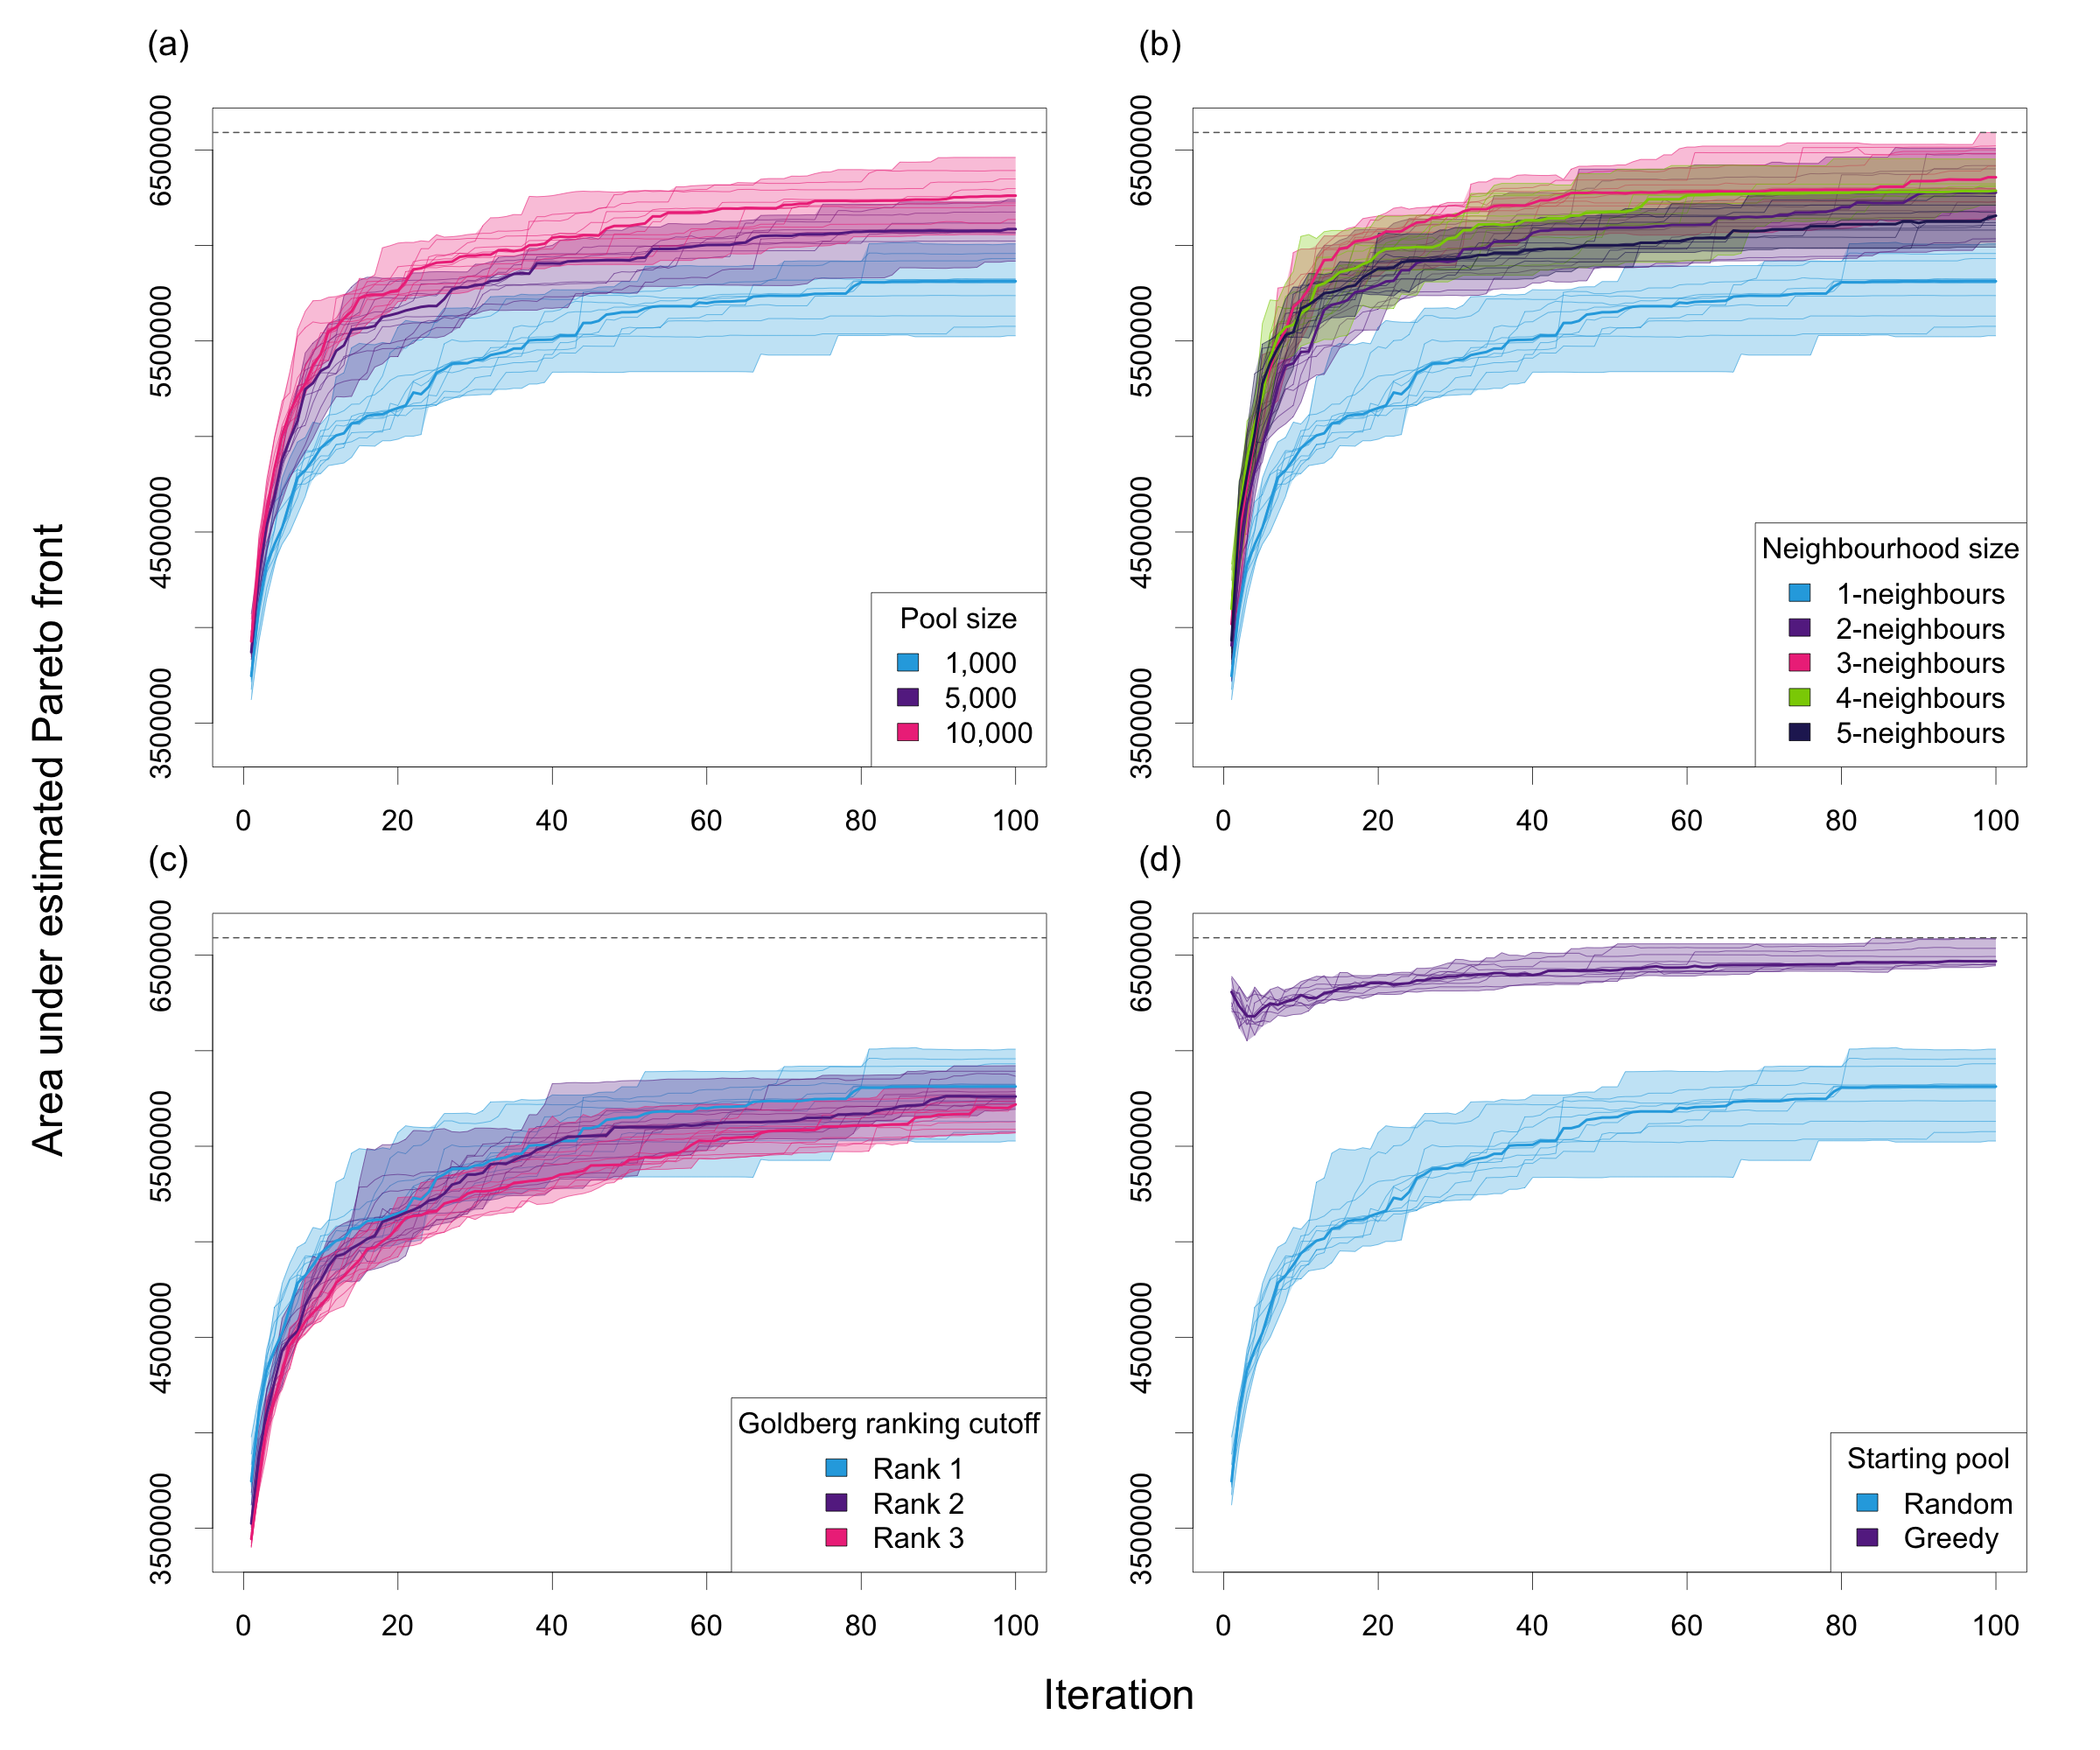 (a)
(b)
Area under estimated Pareto front
3500000 4500000 5500000 6500000
Pool size
1,000
5,000
10,000
0 20 40 60 80 100
3500000 4500000 5500000 6500000
Neighbourhood size
1-neighbours
2-neighbours
3-neighbours
4-neighbours
5-neighbours
0 20 40 60 80 100
(c)
(d)
3500000 4500000 5500000 6500000
Goldberg ranking cutoff
Rank 1
Rank 2
Rank 3
0 20 40 60 80 100
3500000 4500000 5500000 6500000
Starting pool
Random
Greedy
0 20 40 60 80 100
Iteration